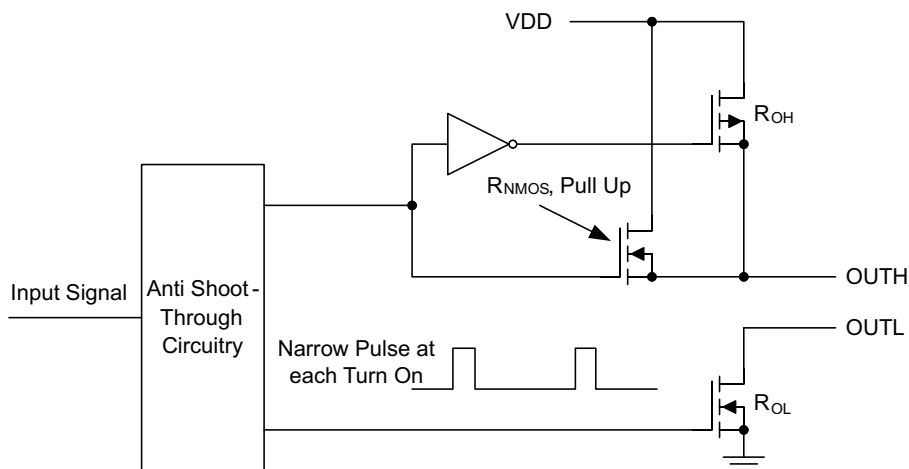 VDD
ROH
RNMOS, Pull Up
Input Signal
Anti Shoot-
Through
Circuitry
OUTH
OUTL
Narrow Pulse at
each Turn On
ROL